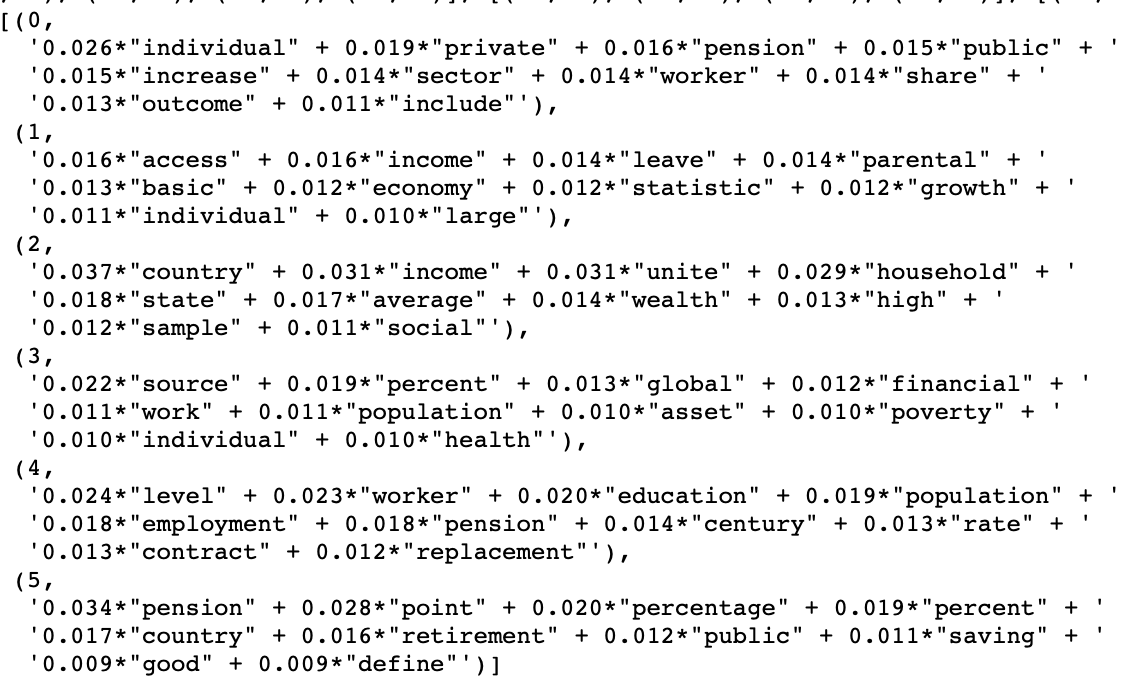 [(0,
'0.026*"individual" + 0.019*"private" + 0.016*"pension" + 0.015*"public" + '
'0.015*"increase" + 0.014*"sector" + 0.014*"worker" + 0.014*"share" + '
'0.013*"outcome" + 0.011*"include"'),
(1,
'0.016*"access" + 0.016*"income" + 0.014*"leave" + 0.014*"parental" + '
'0.013*"basic" + 0.012*"economy" + 0.012*"statistic" + 0.012*"growth" + '
'0.011*"individual" + 0.010*"large"'),
(2,
'0.037*"country" + 0.031*"income" + 0.031*"unite" + 0.029*"household" + '
'0.018*"state" + 0.017*"average" + 0.014*"wealth" + 0.013*"high" + '
'0.012*"sample" + 0.011*"social"'),
(3,
'0.022*"source" + 0.019*"percent" + 0.013*"global" + 0.012*"financial" + '
'0.011*"work" + 0.011*"population" + 0.010*"asset" + 0.010*"poverty" + '
'0.010*"individual" + 0.010*"health"'),
(4,
'0.024*"level" + 0.023*"worker" + 0.020*"education" + 0.019*"population" + '
'0.018*"employment" + 0.018*"pension" + 0.014*"century" + 0.013*"rate" + '
'0.013*"contract" + 0.012*"replacement"'),
(5,
'0.034*"pension" + 0.028*"point" + 0.020*"percentage" + 0.019*"percent" + '
'0.017*"country" + 0.016*"retirement" + 0.012*"public" + 0.011*"saving" + '
'0.009*"good" + 0.009*"define"')]